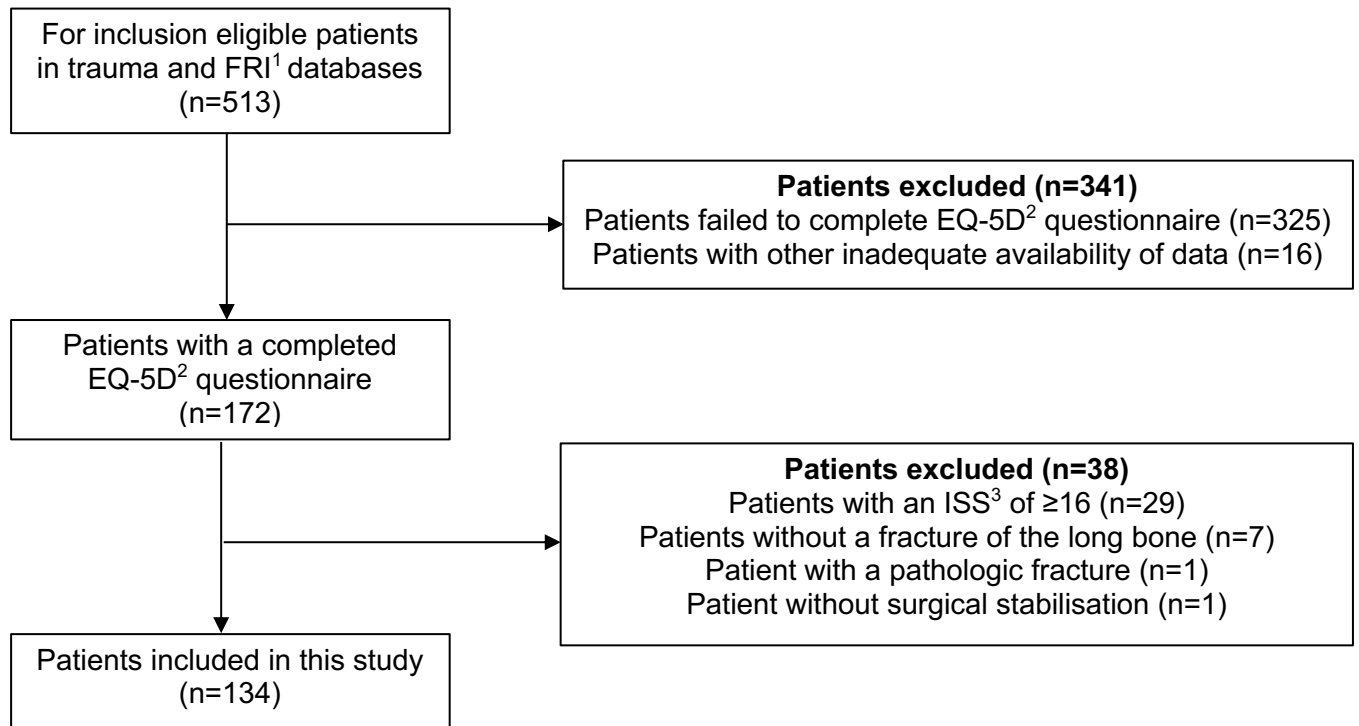 For inclusion eligible patients
in trauma and FRI¹ databases
(n=513)
Patients excluded (n=341)
Patients failed to complete EQ-5D² questionnaire (n=325)
Patients with other inadequate availability of data (n=16)
Patients with a completed
EQ-5D² questionnaire
(n=172)
Patients excluded (n=38)
Patients with an ISS³ of ≥16 (n=29)
Patients without a fracture of the long bone (n=7)
Patient with a pathologic fracture (n=1)
Patient without surgical stabilisation (n=1)
Patients included in this study
(n=134)